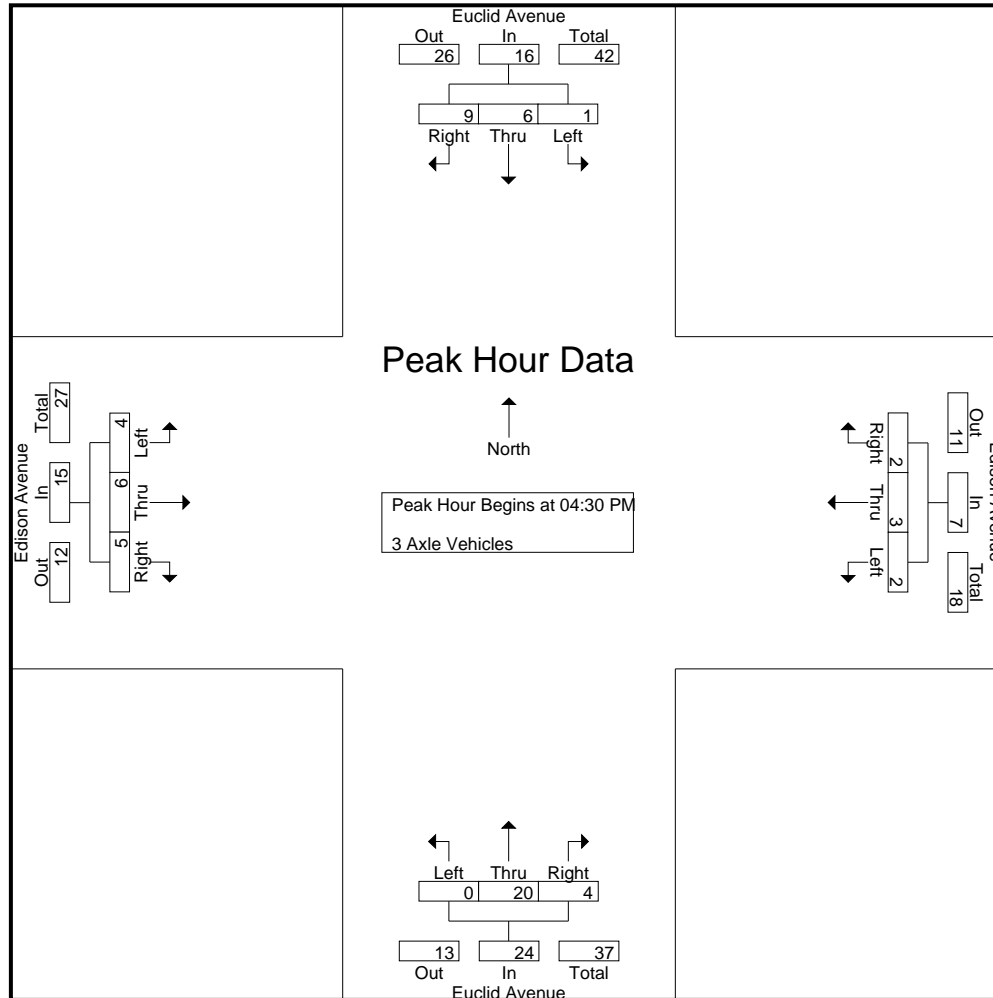 Euclid Avenue
Out In Total
26 16 42
9 6 1
Right Thru Left
Peak Hour Data
North
Peak Hour Begins at 04:30 PM
3 Axle Vehicles
Edison Avenue
Total In Out
27 15 12
4 6 5
Left Thru Right
Edison Avenue
Out In Total
11 7 18
2 3 2
Right Thru Left
Left Thru Right
0 20 4
13 24 37
Out In Total
Euclid Avenue